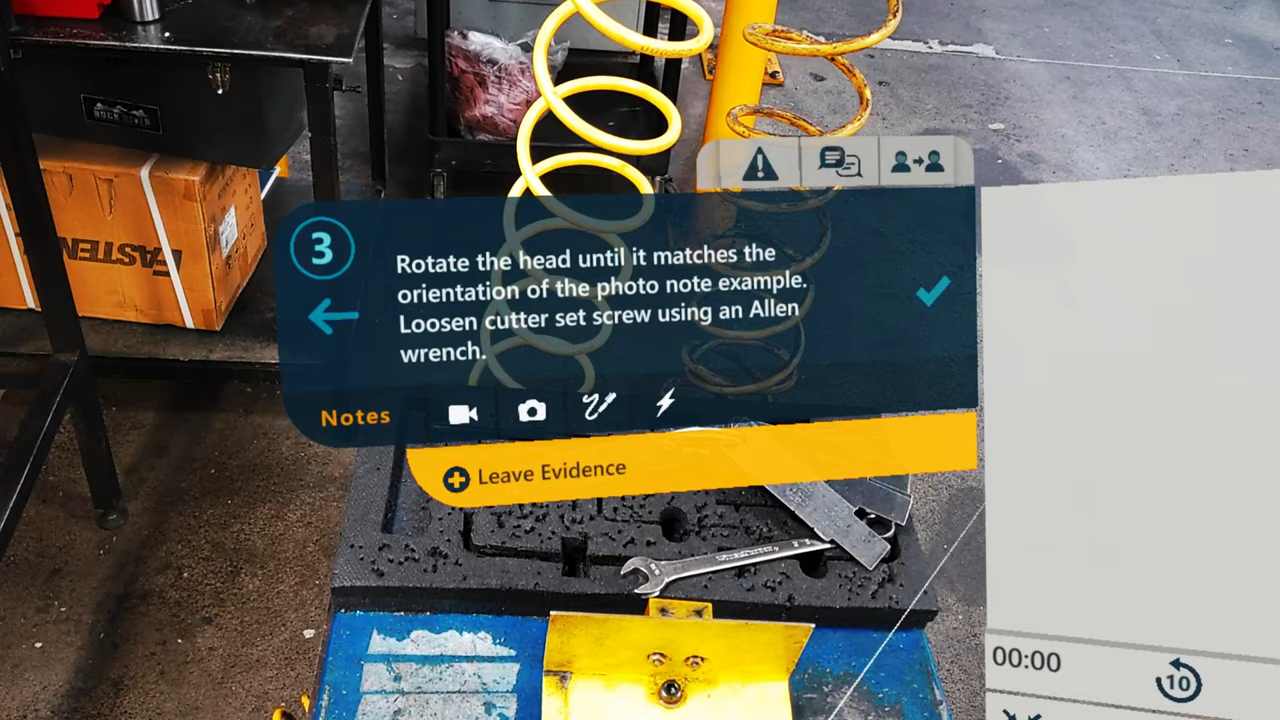 3
Rotate the head until it matches the
orientation of the photo note example.
Loosen cutter set screw using an Allen
wrench.
Notes
Leave Evidence
FASTEN
00:00
10